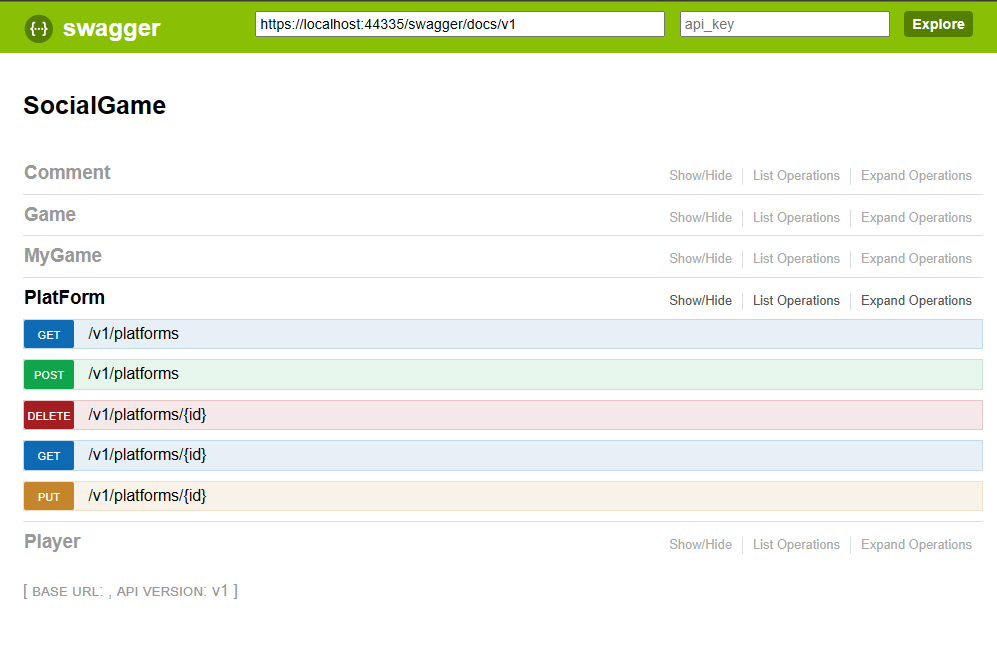 {··} swagger https://localhost:44335/swagger/docs/v1 api_key Explore
SocialGame
Comment Show/Hide List Operations Expand Operations
Game Show/Hide List Operations Expand Operations
MyGame Show/Hide List Operations Expand Operations
PlatForm Show/Hide List Operations Expand Operations
GET /v1/platforms
POST /v1/platforms
DELETE /v1/platforms/{id}
GET /v1/platforms/{id}
PUT /v1/platforms/{id}
Player Show/Hide List Operations Expand Operations
[ BASE URL: , API VERSION: v1 ]